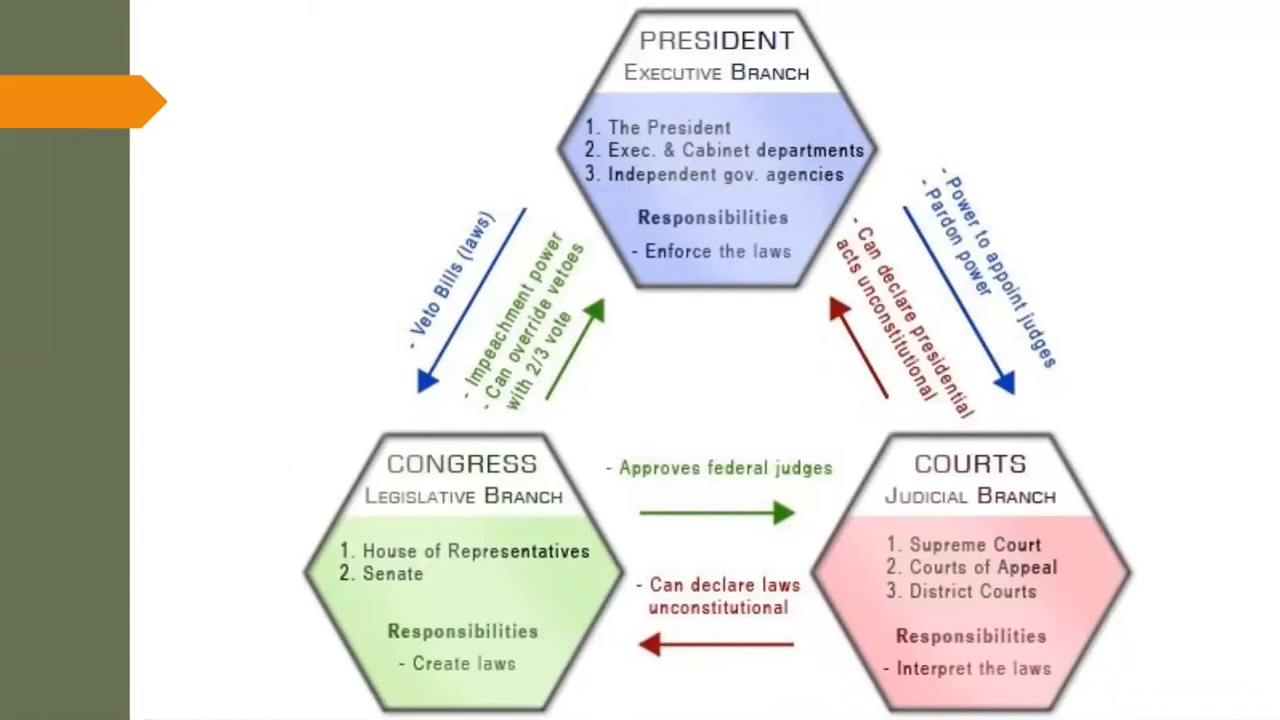 PRESIDENT
EXECUTIVE BRANCH
1. The President
2. Exec. & Cabinet departments
3. Independent gov. agencies
Responsibilities
- Enforce the laws
- Veto Bills (laws)
- Impeachment power
- Can override vetoes
with 2/3 vote
- Can declare presidential
acts unconstitutional
- Power to appoint judges
- Pardon power
CONGRESS
LEGISLATIVE BRANCH
1. House of Representatives
2. Senate
Responsibilities
- Create laws
- Approves federal judges
- Can declare laws
unconstitutional
COURTS
JUDICIAL BRANCH
1. Supreme Court
2. Courts of Appeal
3. District Courts
Responsibilities
- Interpret the laws